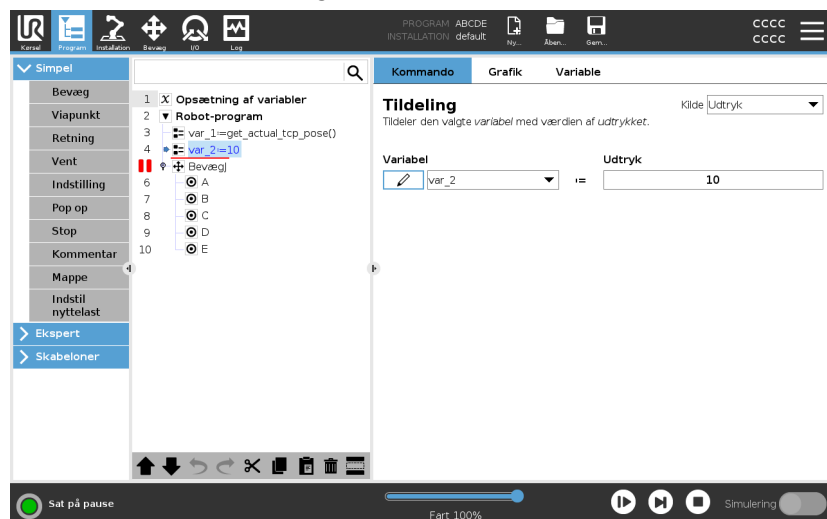 UR
Kørsel
Program
Installation
Bevæg
I/O
Log
PROGRAM ABCDE
INSTALLATION default
Ny...
Åben...
Gem...
CCCC
CCCC
Simpel
Bevæg
Viapunkt
Retning
Vent
Indstilling
Pop op
Stop
Kommentar
Mappe
Indstil
nyttelast
Ekspert
Skabeloner
1 X Opsætning af variabler
2 Robot-program
3 var_1:=get_actual_tcp_pose()
4 var_2:=10
BevægJ
6 A
7 B
8 C
9 D
10 E
Kommando Grafik Variable
Tildeling
Kilde Udtryk
Tildeler den valgte variabel med værdien af udtrykket.
Variabel Udtryk
var_2 := 10
Sat på pause
Fart 100%
Simulering